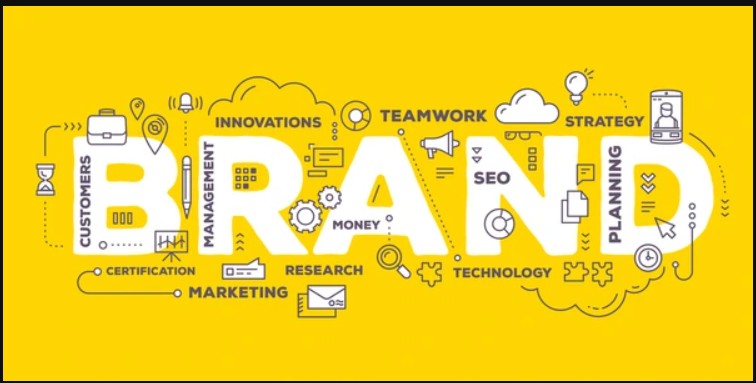 INNOVATIONS
TEAMWORK
STRATEGY
BRAND
CUSTOMERS
MANAGEMENT
SEO
PLANNING
MONEY
CERTIFICATION
RESEARCH
TECHNOLOGY
MARKETING